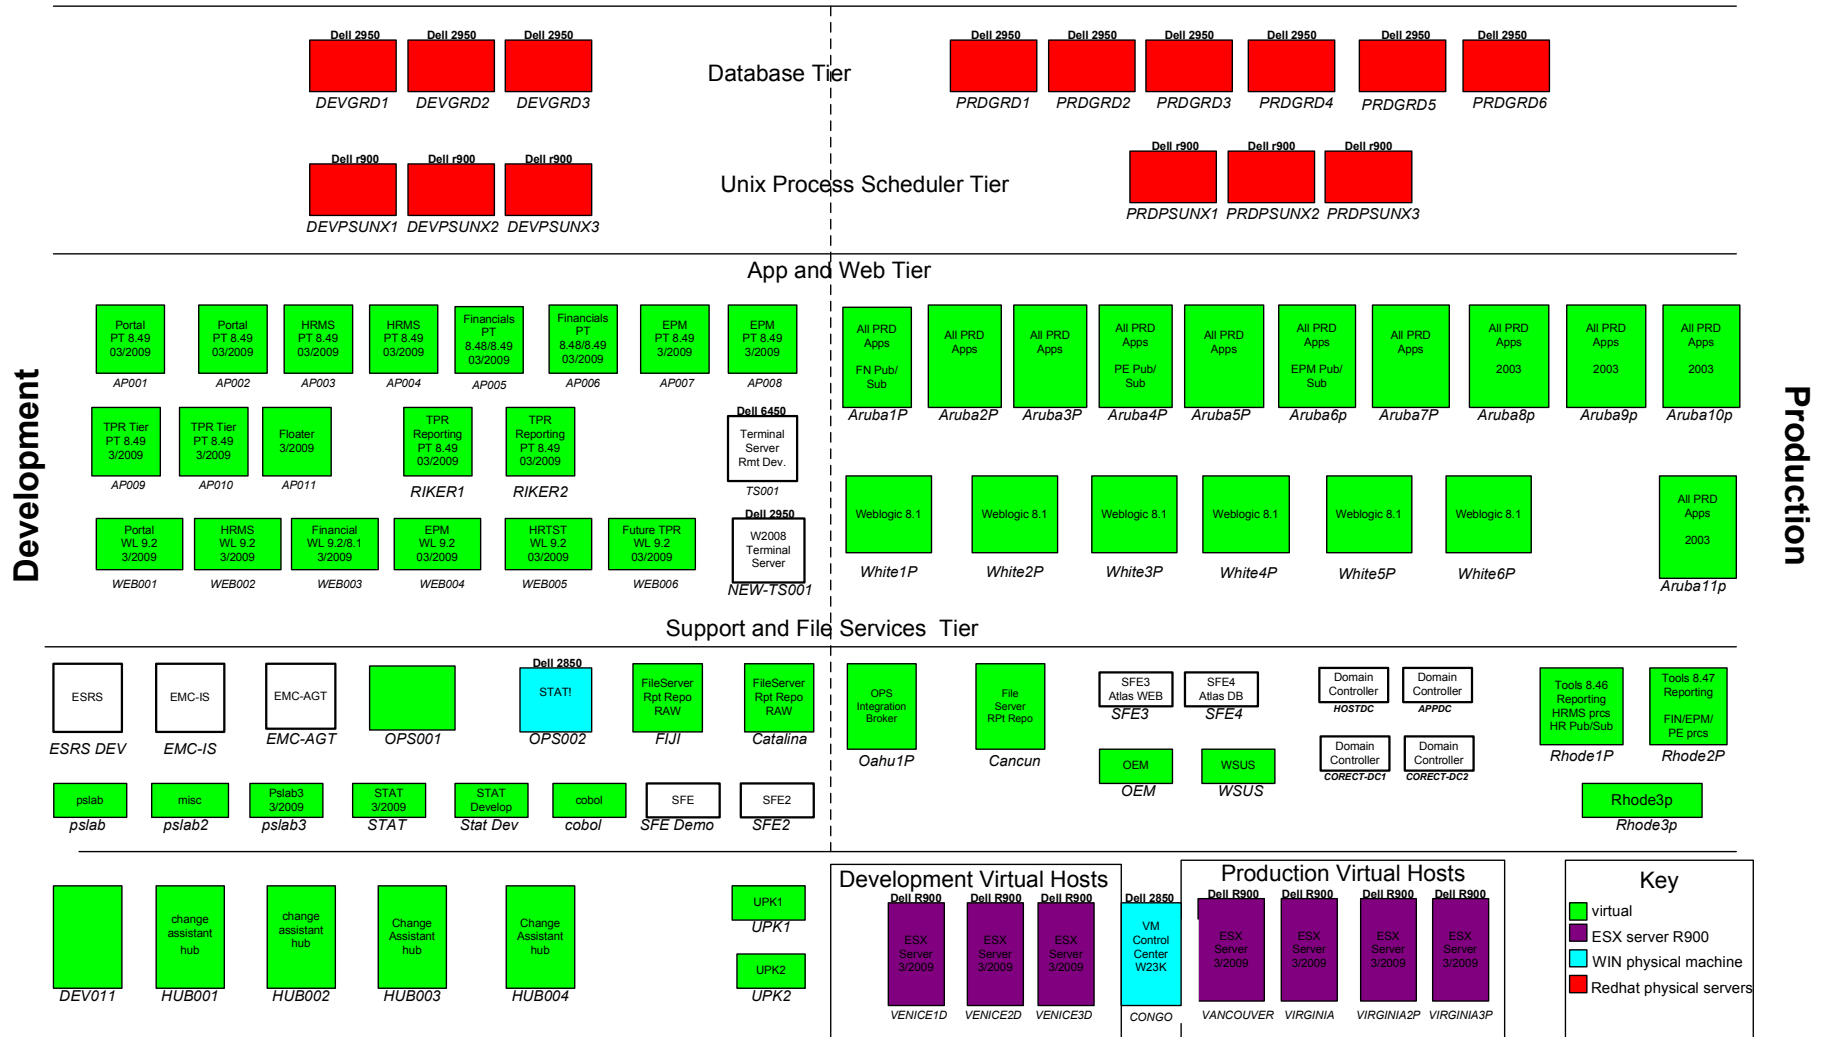 Dell 2950 Dell 2950 Dell 2950
DEVGRD1 DEVGRD2 DEVGRD3
Database Tier
Dell 2950 Dell 2950 Dell 2950 Dell 2950 Dell 2950 Dell 2950
PRDGRD1 PRDGRD2 PRDGRD3 PRDGRD4 PRDGRD5 PRDGRD6
Dell r900 Dell r900 Dell r900
DEVPSUNX1 DEVPSUNX2 DEVPSUNX3
Unix Process Scheduler Tier
Dell r900 Dell r900 Dell r900
PRDPSUNX1 PRDPSUNX2 PRDPSUNX3
App and Web Tier
Development
Portal
PT 8.49
03/2009
AP001
Portal
PT 8.49
03/2009
AP002
HRMS
PT 8.49
03/2009
AP003
HRMS
PT 8.49
03/2009
AP004
Financials
PT
8.48/8.49
03/2009
AP005
Financials
PT
8.48/8.49
03/2009
AP006
EPM
PT 8.49
3/2009
AP007
EPM
PT 8.49
3/2009
AP008
TPR Tier
PT 8.49
3/2009
AP009
TPR Tier
PT 8.49
3/2009
AP010
Floater
3/2009
AP011
TPR
Reporting
PT 8.49
03/2009
RIKER1
TPR
Reporting
PT 8.49
03/2009
RIKER2
Dell 6450
Terminal
Server
Rmt Dev.
TS001
Portal
WL 9.2
3/2009
WEB001
HRMS
WL 9.2
3/2009
WEB002
Financial
WL 9.2/8.1
3/2009
WEB003
EPM
WL 9.2
03/2009
WEB004
HRTST
WL 9.2
03/2009
WEB005
Future TPR
WL 9.2
03/2009
WEB006
Dell 2950
W2008
Terminal
Server
NEW-TS001
All PRD
Apps
FN Pub/
Sub
Aruba1P
All PRD
Apps
Aruba2P
All PRD
Apps
Aruba3P
All PRD
Apps
PE Pub/
Sub
Aruba4P
All PRD
Apps
Aruba5P
All PRD
Apps
EPM Pub/
Sub
Aruba6p
All PRD
Apps
Aruba7P
All PRD
Apps
2003
Aruba8p
All PRD
Apps
2003
Aruba9p
All PRD
Apps
2003
Aruba10p
Weblogic 8.1
White1P
Weblogic 8.1
White2P
Weblogic 8.1
White3P
Weblogic 8.1
White4P
Weblogic 8.1
White5P
Weblogic 8.1
White6P
All PRD
Apps
2003
Aruba11p
Production
Support and File Services Tier
ESRS
ESRS DEV
EMC-IS
EMC-IS
EMC-AGT
EMC-AGT
OPS001
Dell 2850
STAT!
OPS002
FileServer
Rpt Repo
RAW
FIJI
FileServer
Rpt Repo
RAW
Catalina
OPS
Integration
Broker
Oahu1P
File
Server
RPt Repo
Cancun
SFE3
Atlas WEB
SFE3
SFE4
Atlas DB
SFE4
Domain
Controller
HOSTDC
Domain
Controller
APPDC
Tools 8.46
Reporting
HRMS prcs
HR Pub/Sub
Rhode1P
Tools 8.47
Reporting
FIN/EPM/
PE prcs
Rhode2P
pslab
pslab
misc
pslab2
Pslab3
3/2009
pslab3
STAT
3/2009
STAT
STAT
Develop
Stat Dev
cobol
cobol
SFE
SFE Demo
SFE2
SFE2
OEM
OEM
WSUS
WSUS
Domain
Controller
CORECT-DC1
Domain
Controller
CORECT-DC2
Rhode3p
Rhode3p
DEV011
change
assistant
hub
HUB001
change
assistant
hub
HUB002
Change
Assistant
hub
HUB003
Change
Assistant
hub
HUB004
UPK1
UPK1
UPK2
UPK2
Development Virtual Hosts
Dell R900
ESX
Server
3/2009
VENICE1D
Dell R900
ESX
Server
3/2009
VENICE2D
Dell R900
ESX
Server
3/2009
VENICE3D
Dell 2850
VM
Control
Center
W23K
CONGO
Production Virtual Hosts
Dell R900
ESX
Server
3/2009
VANCOUVER
Dell R900
ESX
Server
3/2009
VIRGINIA
Dell R900
ESX
Server
3/2009
VIRGINIA2P
Dell R900
ESX
Server
3/2009
VIRGINIA3P
Key
virtual
ESX server R900
WIN physical machine
Redhat physical servers